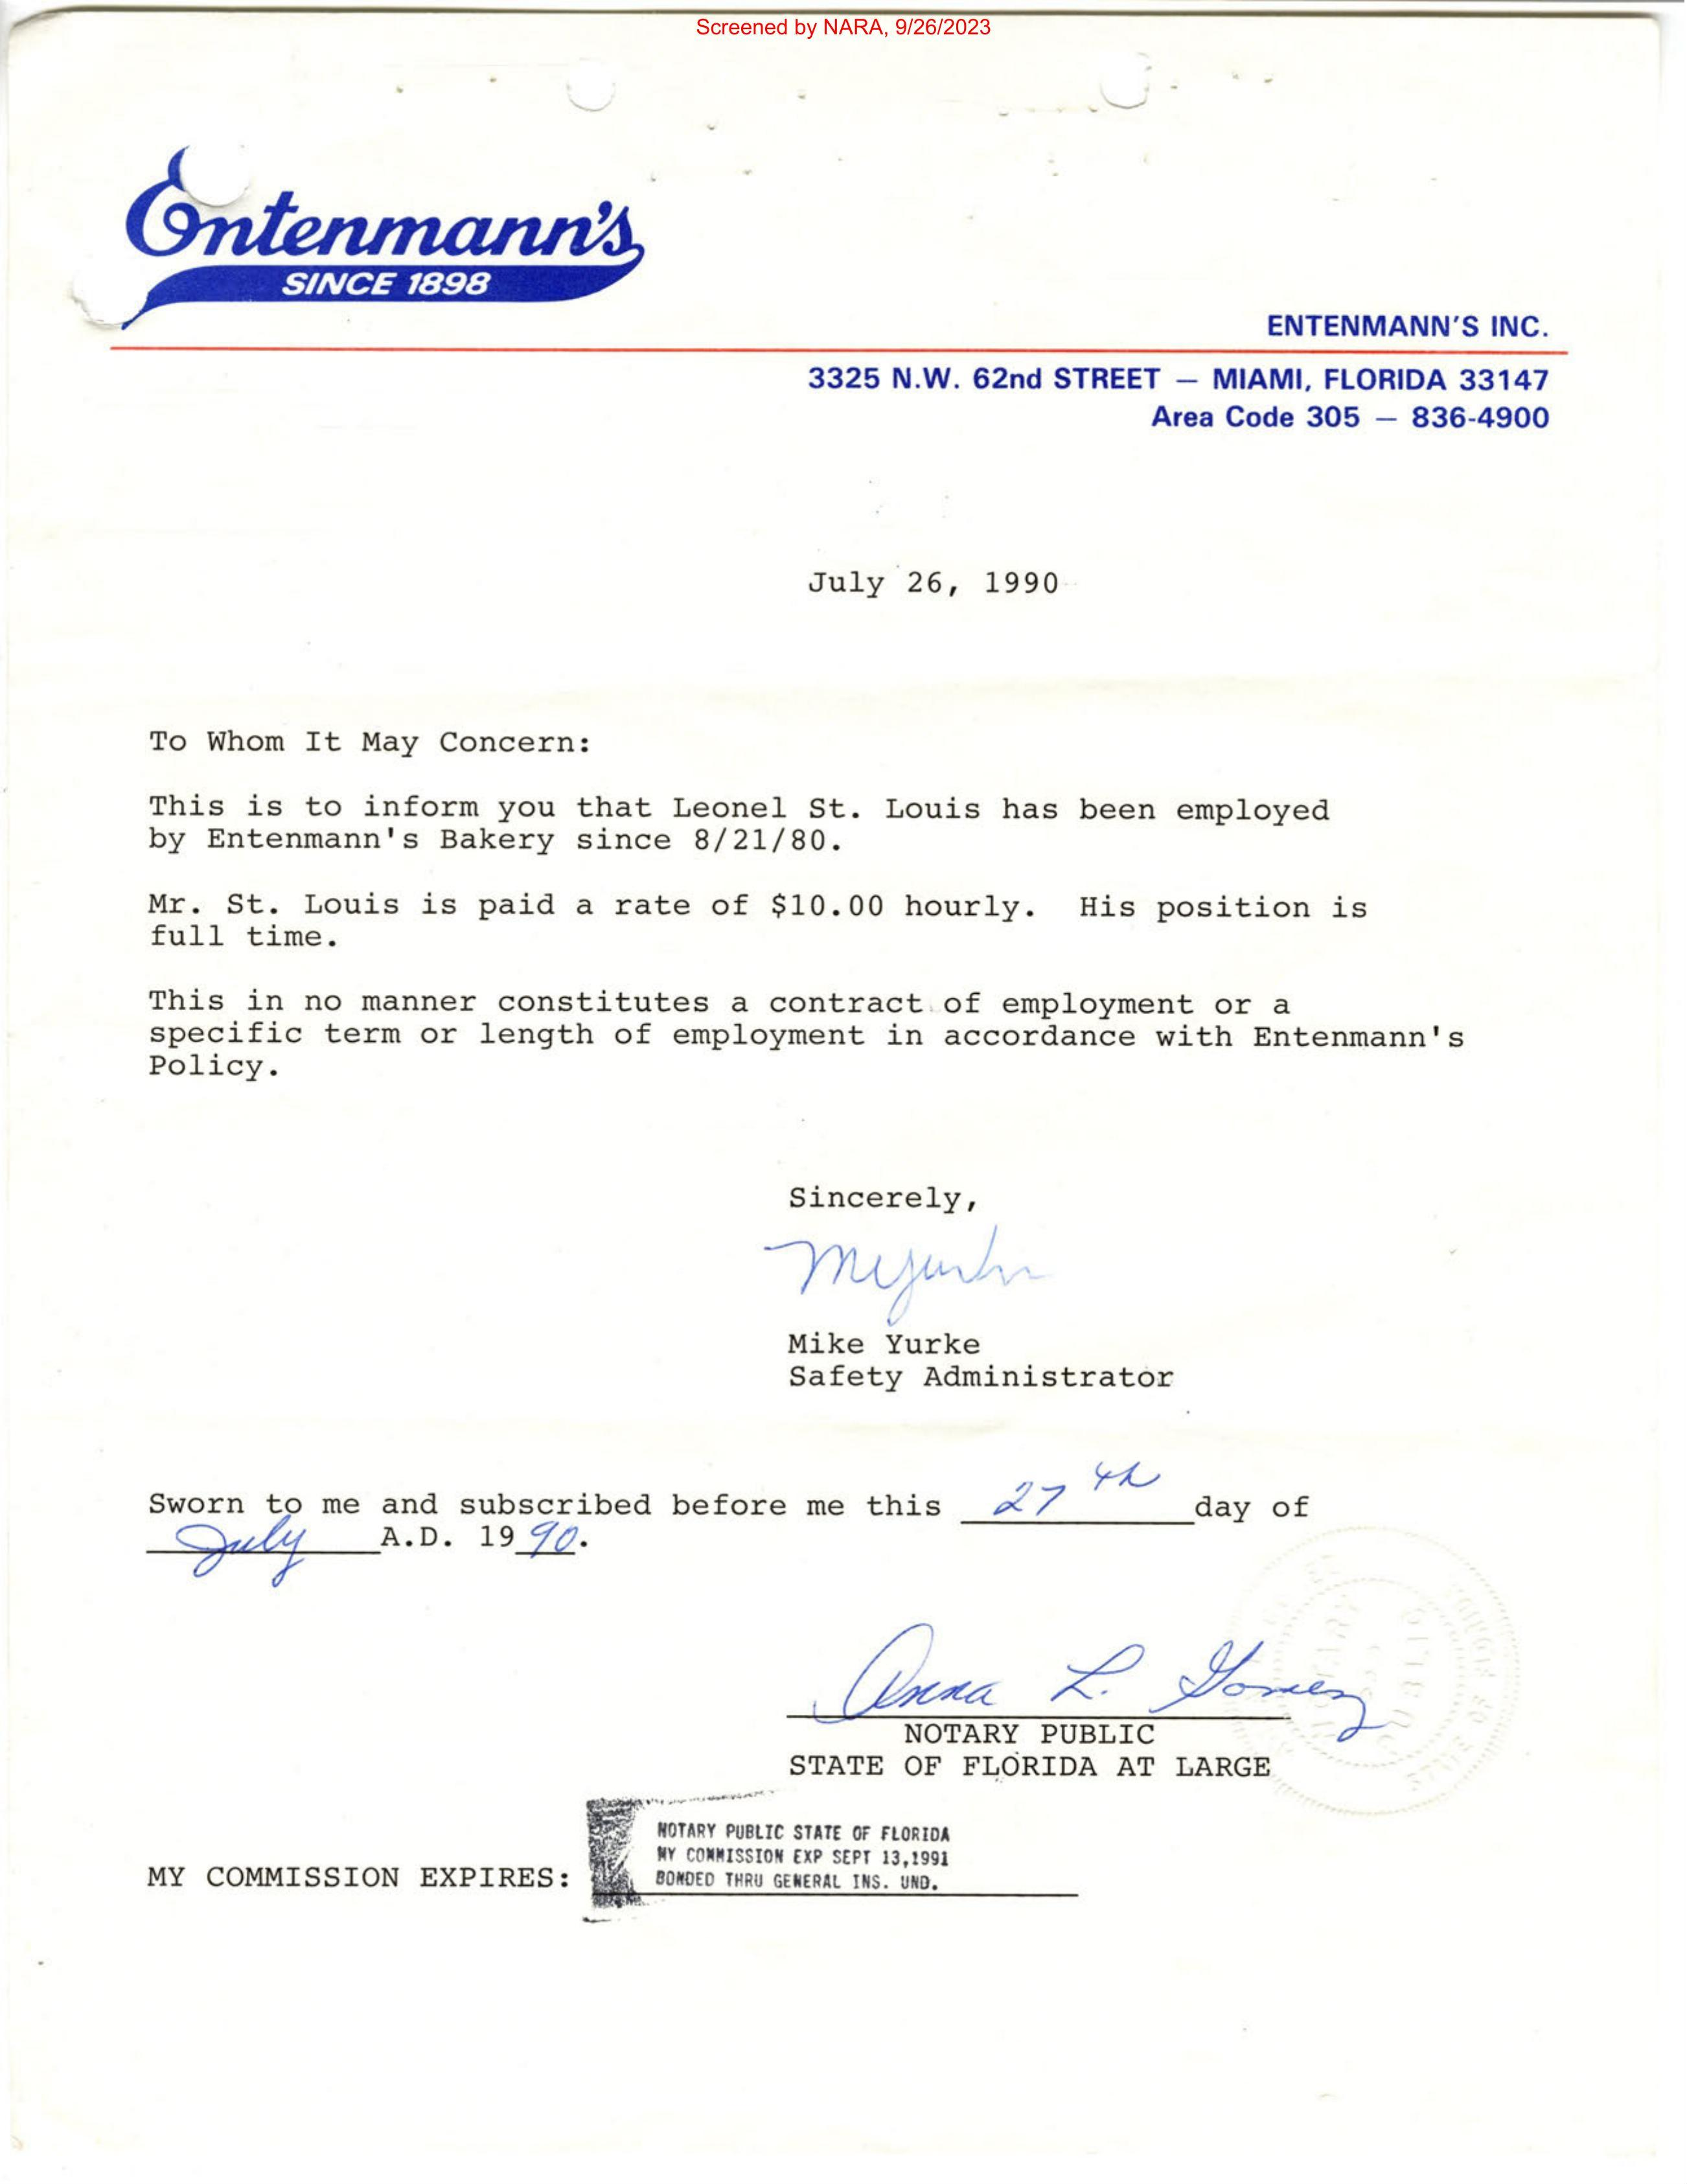 Screened by NARA, 9/26/2023
Entenmann's
SINCE 1898
ENTENMANN'S INC.
3325 N.W. 62nd STREET — MIAMI, FLORIDA 33147
Area Code 305 — 836-4900
July 26, 1990
To Whom It May Concern:
This is to inform you that Leonel St. Louis has been employed
by Entenmann's Bakery since 8/21/80.
Mr. St. Louis is paid a rate of $10.00 hourly. His position is
full time.
This in no manner constitutes a contract of employment or a
specific term or length of employment in accordance with Entenmann's
Policy.
Sincerely,
Mike Yurke
Safety Administrator
Sworn to me and subscribed before me this 27th day of
July A.D. 1990.
Anna L. Gomez
NOTARY PUBLIC
STATE OF FLORIDA AT LARGE
NOTARY PUBLIC STATE OF FLORIDA
MY COMMISSION EXP SEPT 13,1991
MY COMMISSION EXPIRES:
BONDED THRU GENERAL INS. UND.